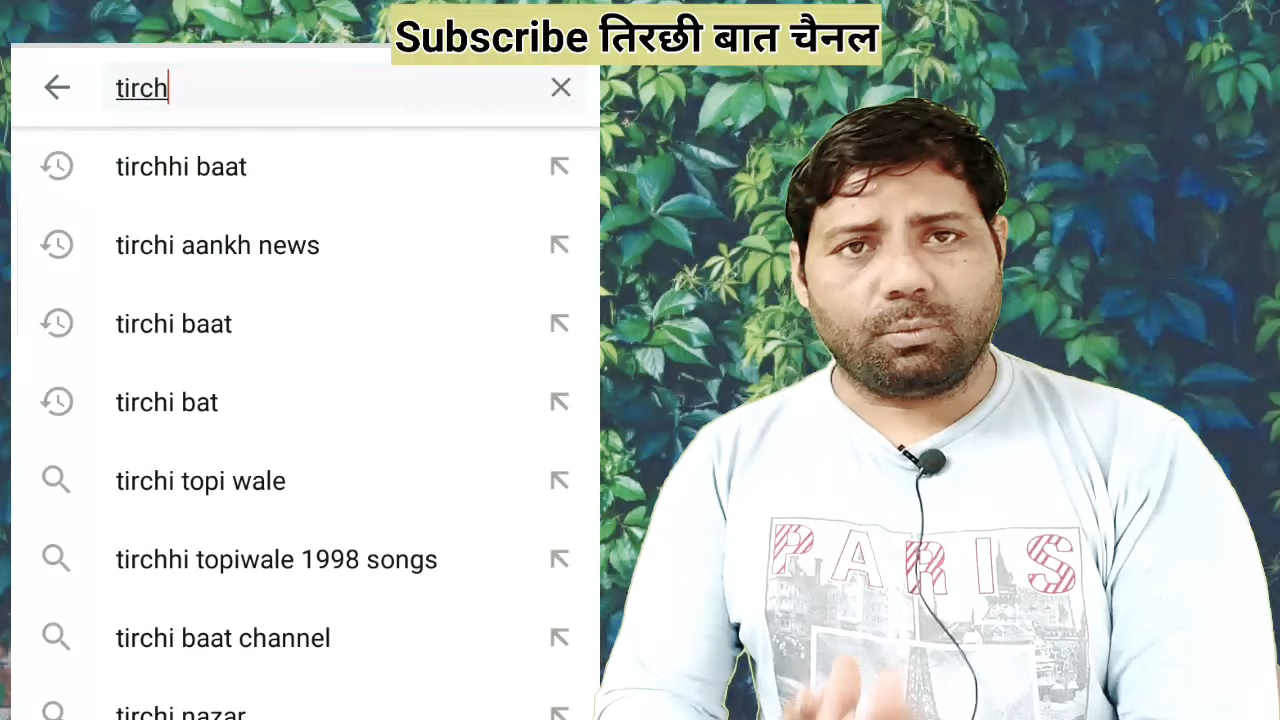 Subscribe तिरछी बात चैनल
tirch
tirchhi baat
tirchi aankh news
tirchi baat
tirchi bat
tirchi topi wale
tirchhi topiwale 1998 songs
tirchi baat channel
tirchi nazar
PARIS